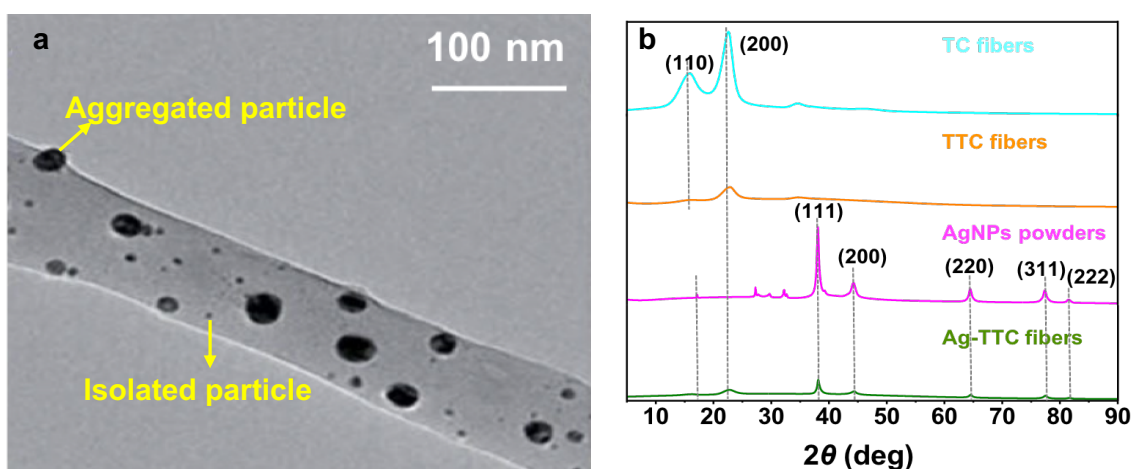 a
100 nm
Aggregated particle
Isolated particle
b
TC fibers
(110)
(200)
TTC fibers
(111)
AgNPs powders
(200)
(220)
(311)
(222)
Ag-TTC fibers
10 20 30 40 50 60 70 80 90
2θ (deg)